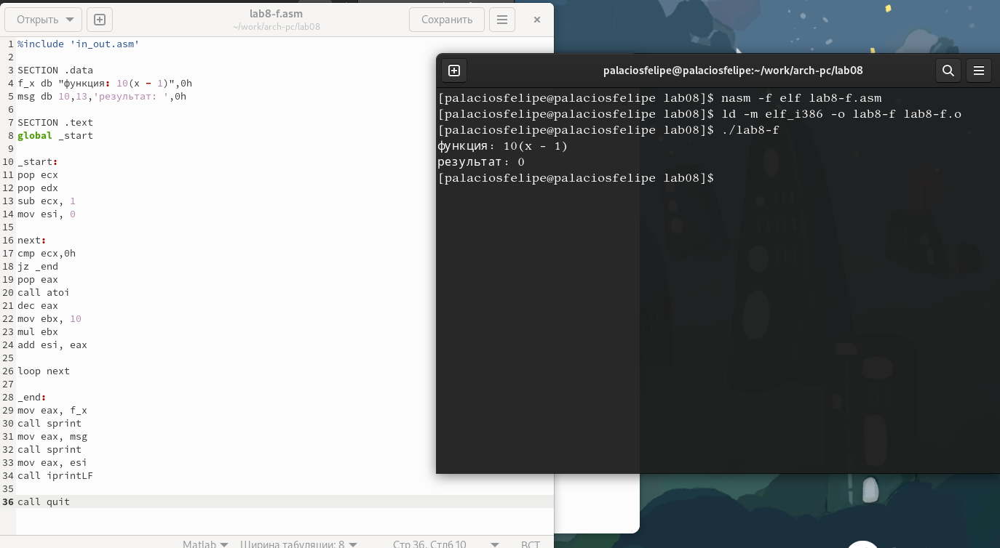 Открыть
lab8-f.asm
~/work/arch-pc/lab08
Сохранить
1 %include 'in_out.asm'
2
3 SECTION .data
4 f_x db "функция: 10(x - 1)",0h
5 msg db 10,13,'результат: ',0h
6
7 SECTION .text
8 global _start
9
10 _start:
11 pop ecx
12 pop edx
13 sub ecx, 1
14 mov esi, 0
15
16 next:
17 cmp ecx,0h
18 jz _end
19 pop eax
20 call atoi
21 dec eax
22 mov ebx, 10
23 mul ebx
24 add esi, eax
25
26 loop next
27
28 _end:
29 mov eax, f_x
30 call sprint
31 mov eax, msg
32 call sprint
33 mov eax, esi
34 call iprintLF
35
36 call quit
Matlab Ширина табуляции: 8 Стр 36, Стлб 10 ВСТ
palaciosfelipe@palaciosfelipe:~/work/arch-pc/lab08
[palaciosfelipe@palaciosfelipe lab08]$ nasm -f elf lab8-f.asm
[palaciosfelipe@palaciosfelipe lab08]$ ld -m elf_i386 -o lab8-f lab8-f.o
[palaciosfelipe@palaciosfelipe lab08]$ ./lab8-f
функция: 10(x - 1)
результат: 0
[palaciosfelipe@palaciosfelipe lab08]$